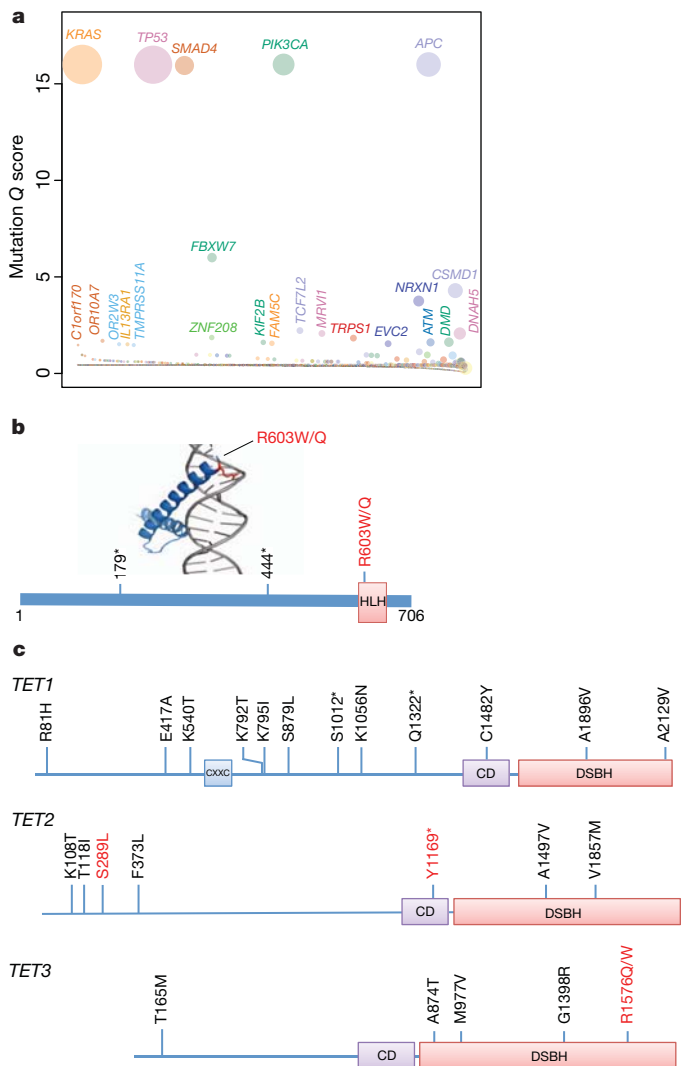 a
KRAS
TP53
SMAD4
PIK3CA
APC
Mutation Q score
15
10
5
0
FBXW7
C1orf170
OR10A7
OR2W3
IL13RA1
TMPRSS11A
ZNF208
KIF2B
FAM5C
TCF7L2
MRVI1
TRPS1
EVC2
NRXN1
ATM
DMD
CSMD1
DNAH5
b
R603W/Q
179*
444*
R603W/Q
HLH
1
706
c
TET1
R81H
E417A
K540T
K792T
K795I
S879L
S1012*
K1056N
Q1322*
C1482Y
A1896V
A2129V
CXXC
CD
DSBH
TET2
K108T
T118I
S289L
F373L
Y1169*
A1497V
V1857M
CD
DSBH
TET3
T165M
A874T
M977V
G1398R
R1576Q/W
CD
DSBH